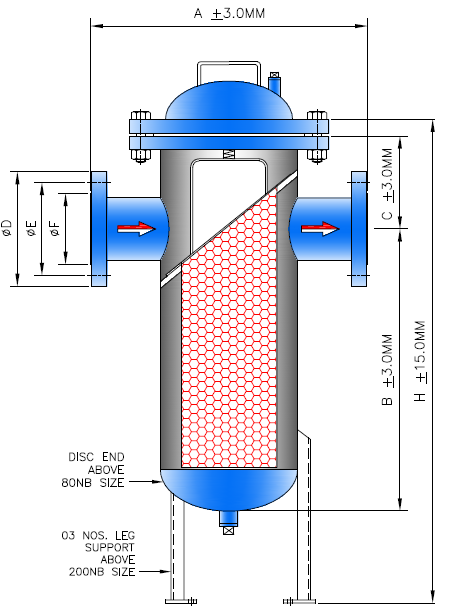 A ±3.0MM
C ±3.0MM
øD
øE
øF
B ±3.0MM
H ±15.0MM
DISC END
ABOVE
80NB SIZE
03 NOS. LEG
SUPPORT
ABOVE
200NB SIZE